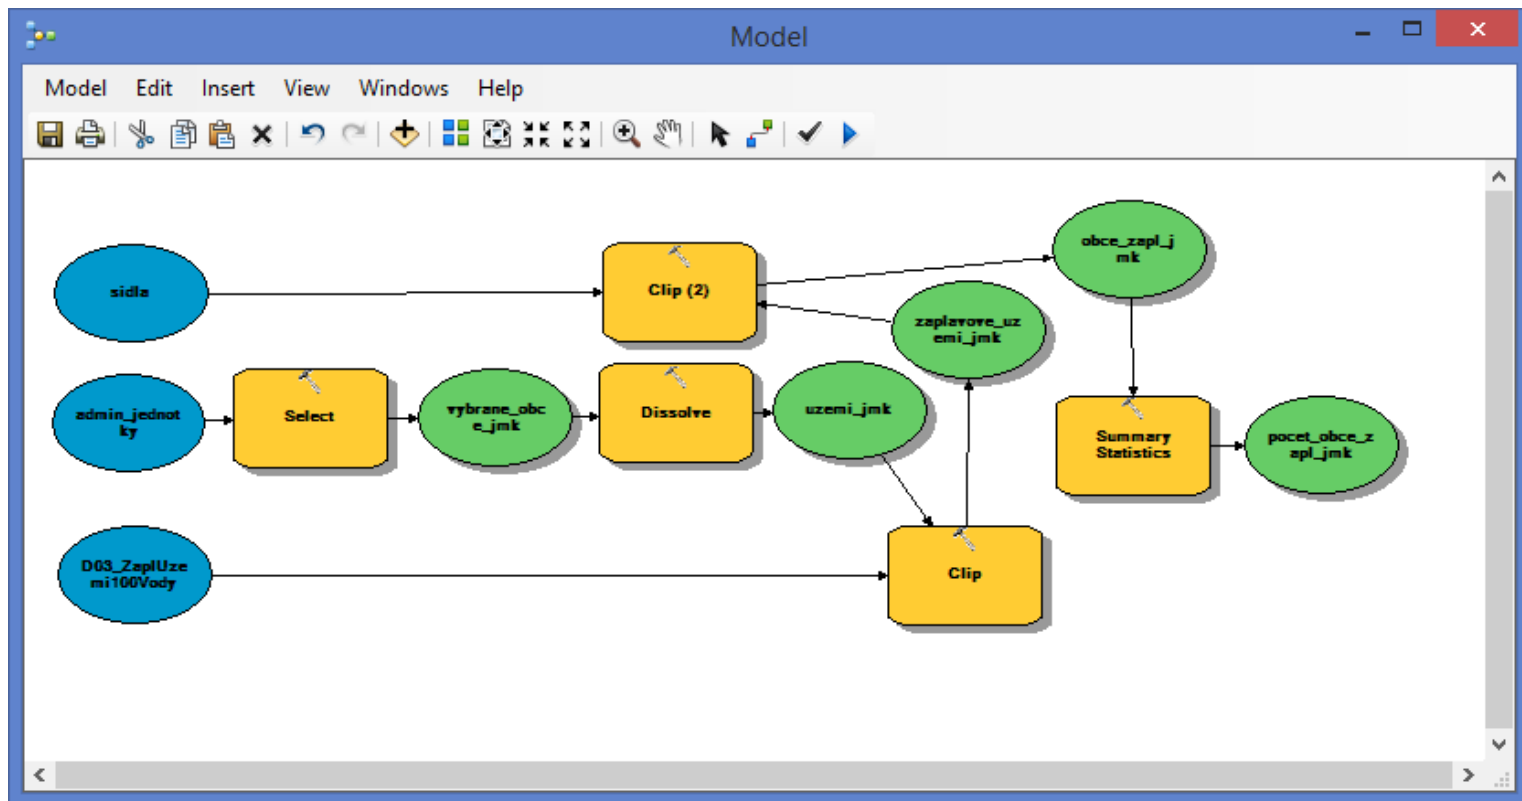 Model
Model Edit Insert View Windows Help
obce_zapl_j
mk
sidla
Clip (2)
zaplavove_uz
emi_jmk
admin_jednot
ky
Select
vybrane_obc
e_jmk
Dissolve
uzemi_jmk
Summary
Statistics
pocet_obce_z
apl_jmk
D03_ZaplUze
mi100Vody
Clip